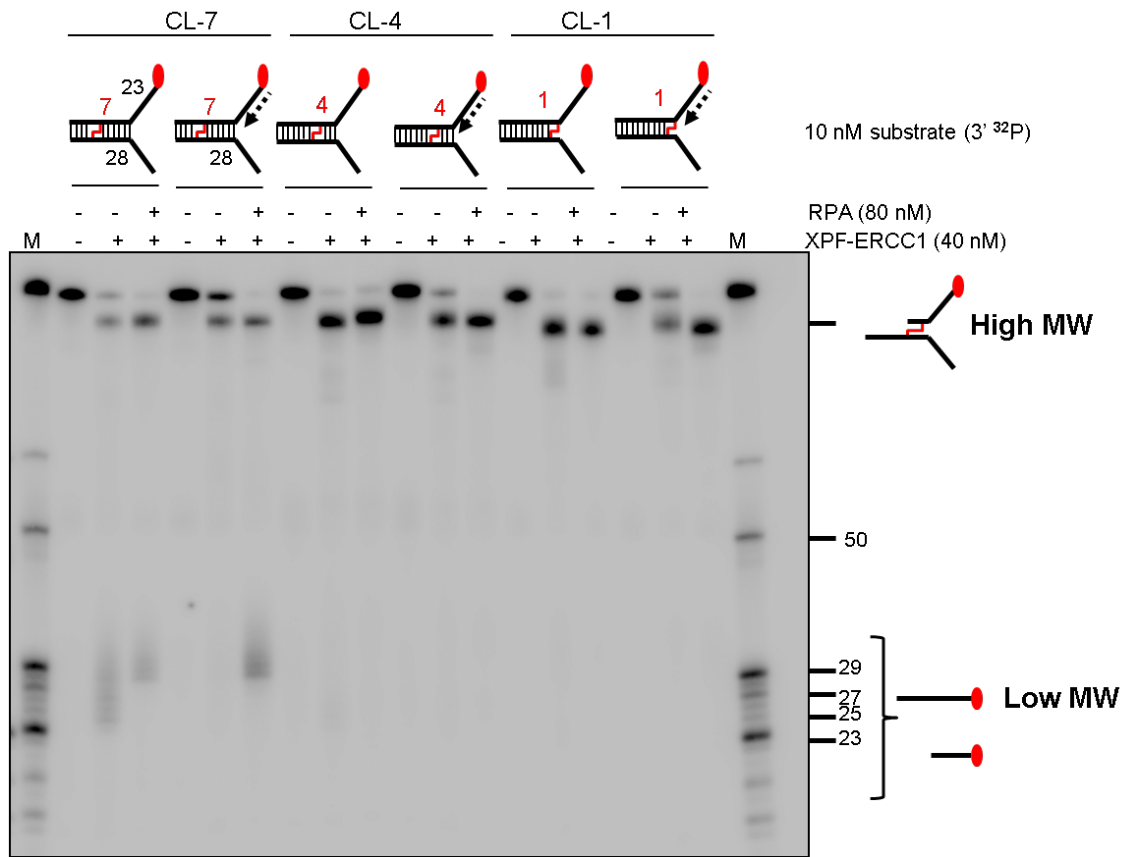 CL-7 CL-4 CL-1
23
7 7 4 4 1 1
28 28
10 nM substrate (3' ³²P)
- - + - - + - - + - - + - - + - - + RPA (80 nM)
M - + + - + + - + + - + + - + + - + + M XPF-ERCC1 (40 nM)
High MW
50
29
27
25
23
Low MW